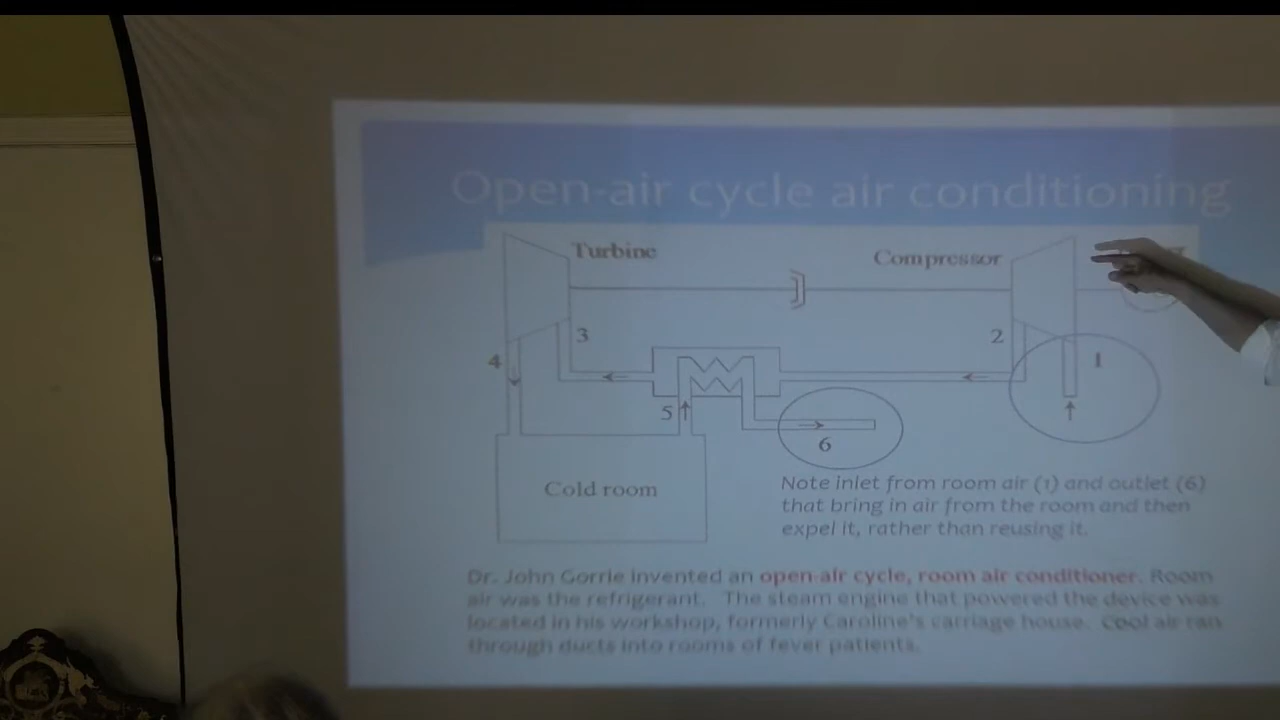 Open-air cycle air conditioning
Turbine
Compressor
3
2
4
1
5
6
Cold room
Note inlet from room air (1) and outlet (6)
that bring in air from the room and then
expel it, rather than reusing it.
Dr. John Gorrie invented an open-air cycle, room air conditioner. Room
air was the refrigerant. The steam engine that powered the device was
located in his workshop, formerly Caroline's carriage house. Cool air ran
through ducts into rooms of fever patients.